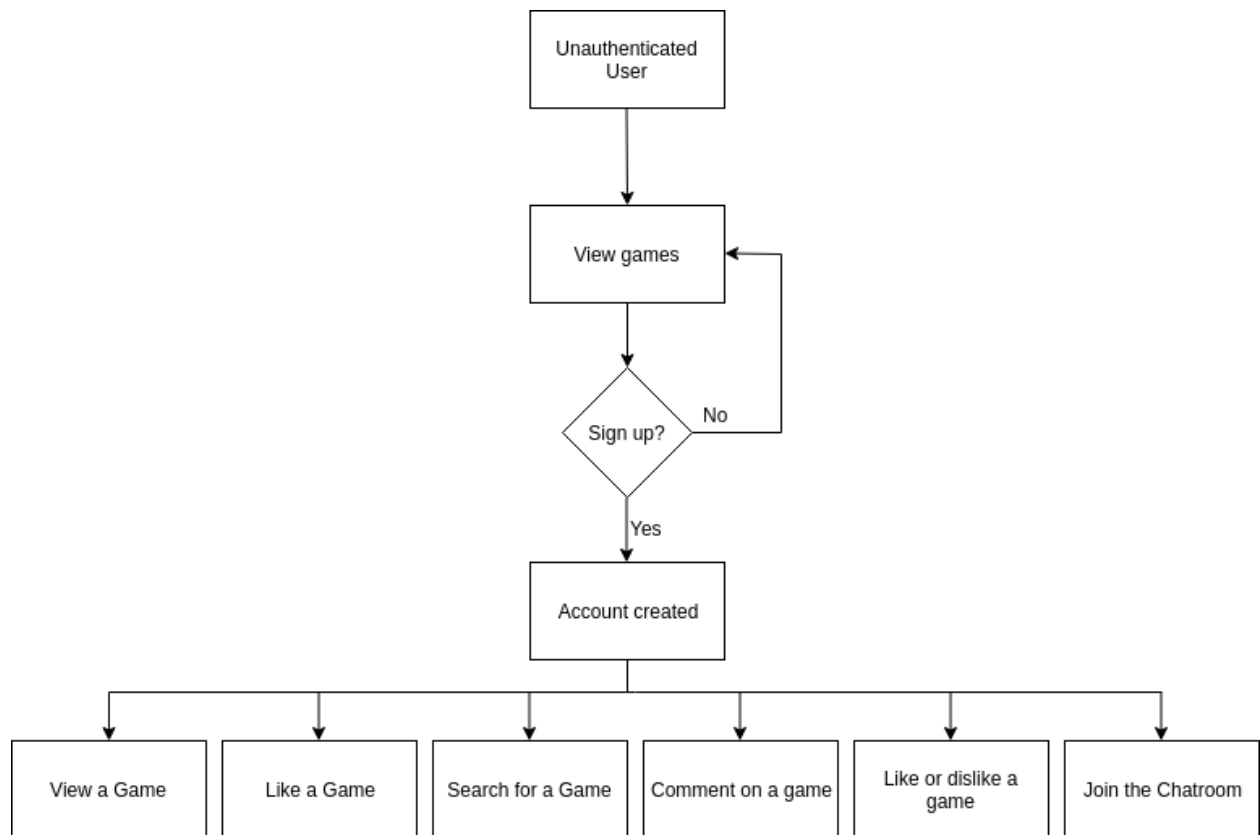 Unauthenticated
User
View games
No
Sign up?
Yes
Account created
View a Game
Like a Game
Search for a Game
Comment on a game
Like or dislike a
game
Join the Chatroom